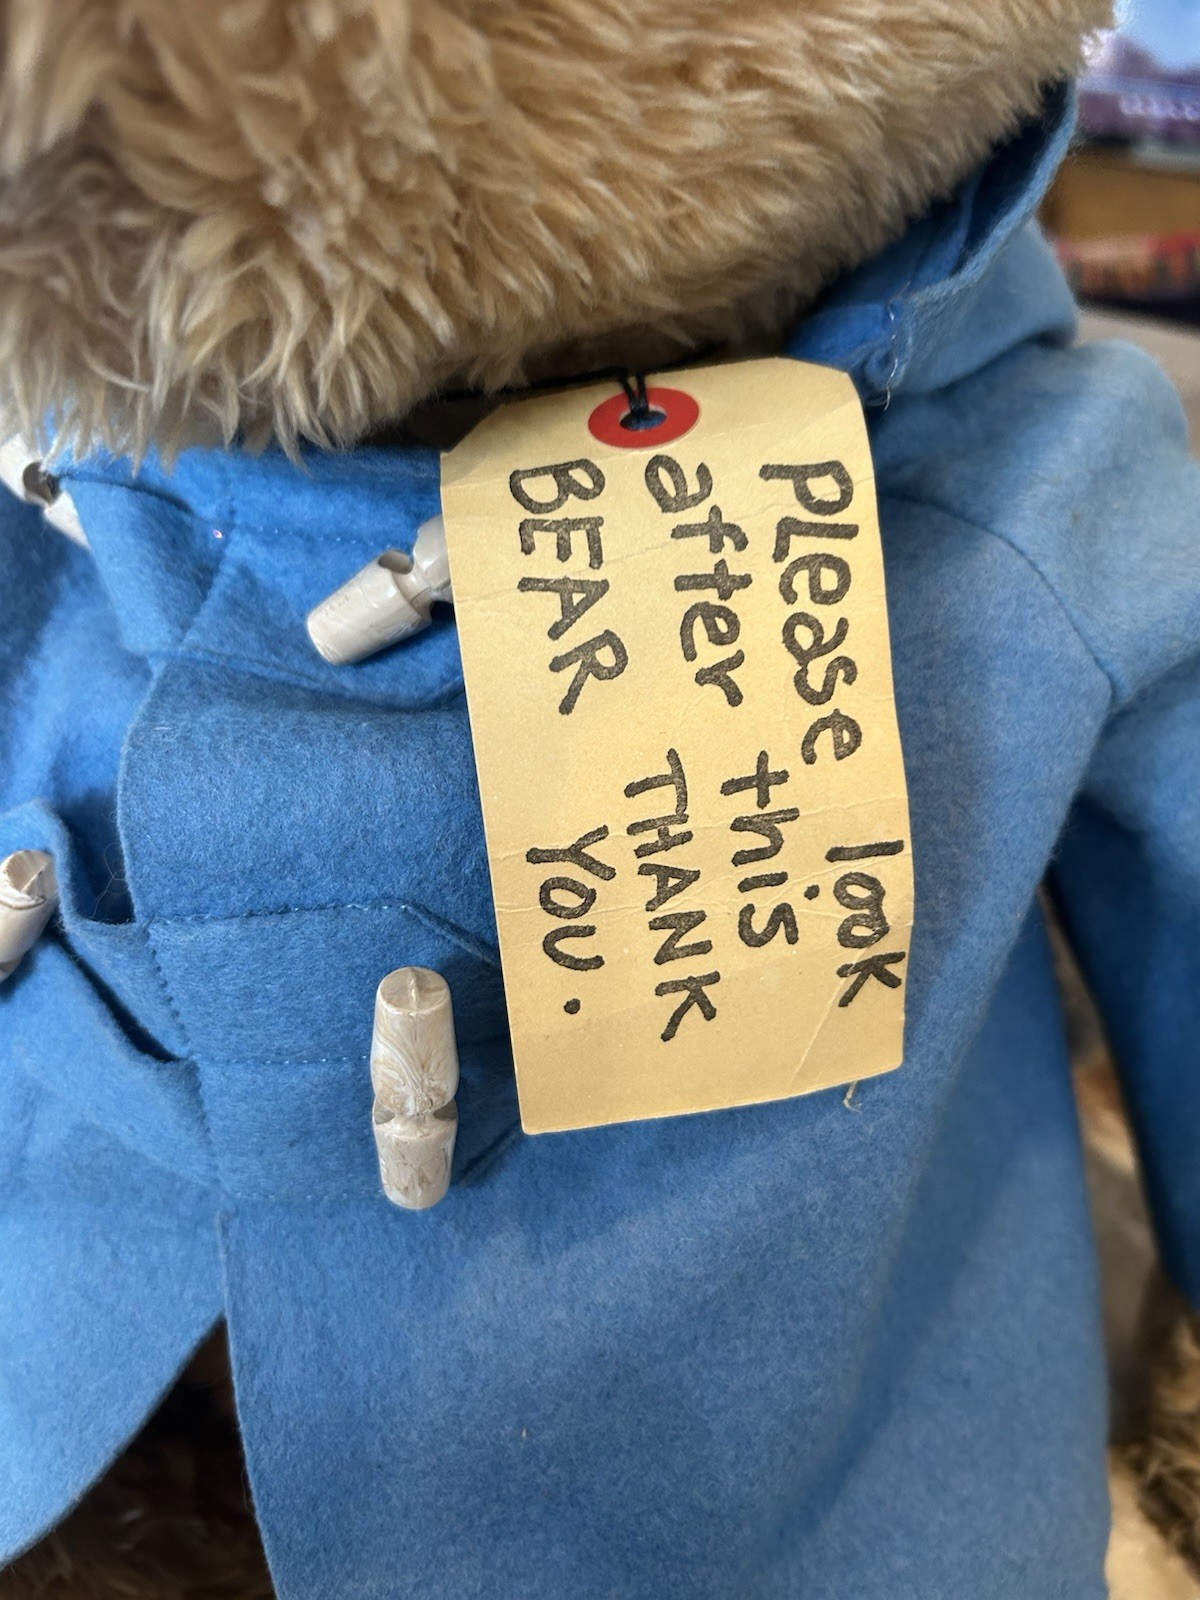 please look
after this
BEAR THANK
YOU.